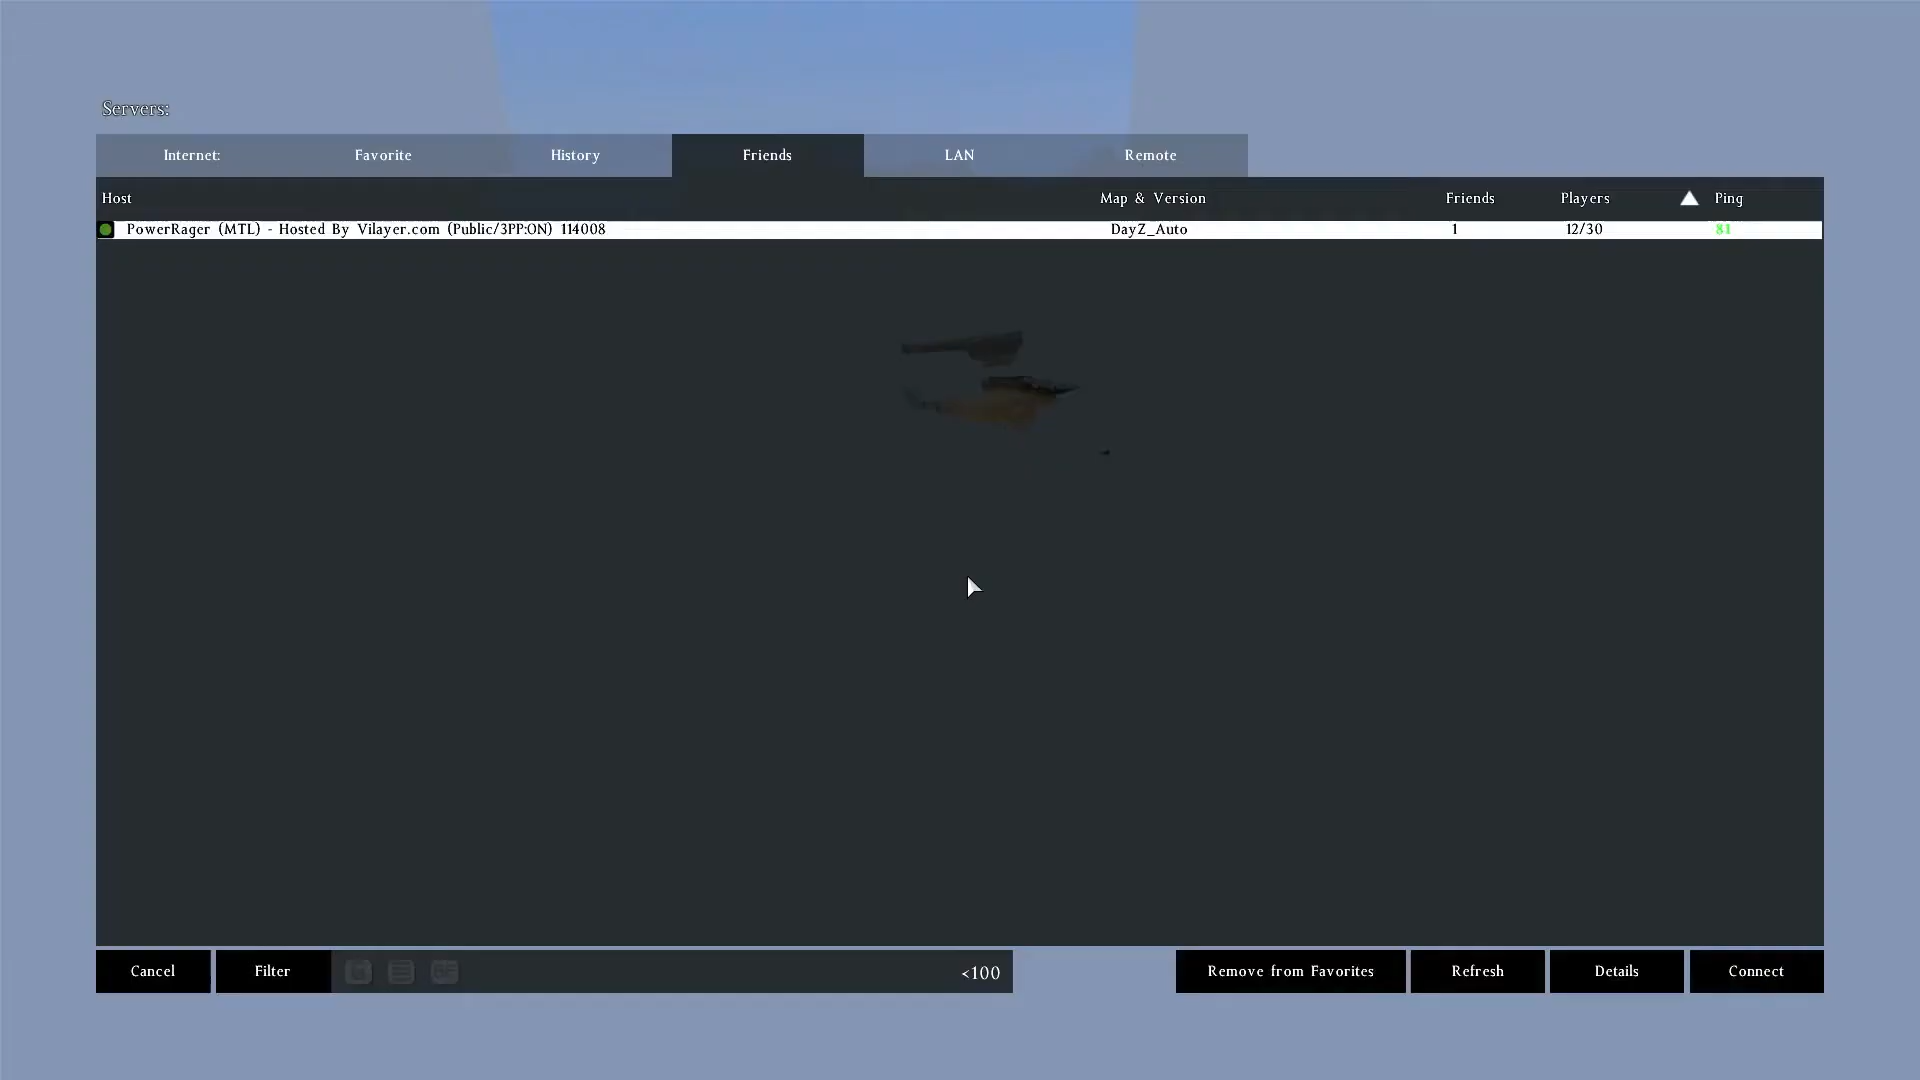 Servers:
Internet: Favorite History Friends LAN Remote
Host Map & Version Friends Players Ping
PowerRager (MTL) - Hosted By Vilayer.com (Public/3PP:ON) 114008 DayZ_Auto 1 12/30 81
Cancel Filter <100 Remove from Favorites Refresh Details Connect